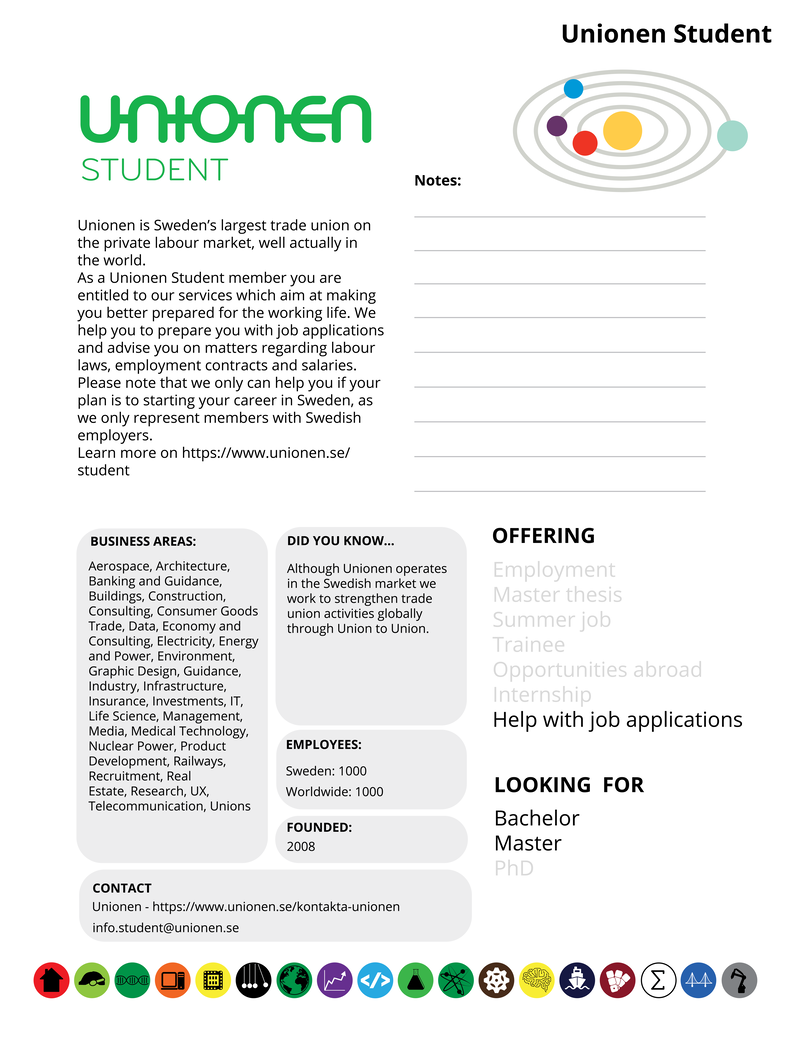 Unionen Student
UNIONEN
STUDENT
Unionen is Sweden’s largest trade union on
the private labour market, well actually in
the world.
As a Unionen Student member you are
entitled to our services which aim at making
you better prepared for the working life. We
help you to prepare you with job applications
and advise you on matters regarding labour
laws, employment contracts and salaries.
Please note that we only can help you if your
plan is to starting your career in Sweden, as
we only represent members with Swedish
employers.
Learn more on https://www.unionen.se/
student
Notes:
BUSINESS AREAS:
Aerospace, Architecture,
Banking and Guidance,
Buildings, Construction,
Consulting, Consumer Goods
Trade, Data, Economy and
Consulting, Electricity, Energy
and Power, Environment,
Graphic Design, Guidance,
Industry, Infrastructure,
Insurance, Investments, IT,
Life Science, Management,
Media, Medical Technology,
Nuclear Power, Product
Development, Railways,
Recruitment, Real
Estate, Research, UX,
Telecommunication, Unions
DID YOU KNOW...
Although Unionen operates
in the Swedish market we
work to strengthen trade
union activities globally
through Union to Union.
EMPLOYEES:
Sweden: 1000
Worldwide: 1000
FOUNDED:
2008
CONTACT
Unionen - https://www.unionen.se/kontakta-unionen
info.student@unionen.se
OFFERING
Employment
Master thesis
Summer job
Trainee
Opportunities abroad
Internship
Help with job applications
LOOKING FOR
Bachelor
Master
PhD